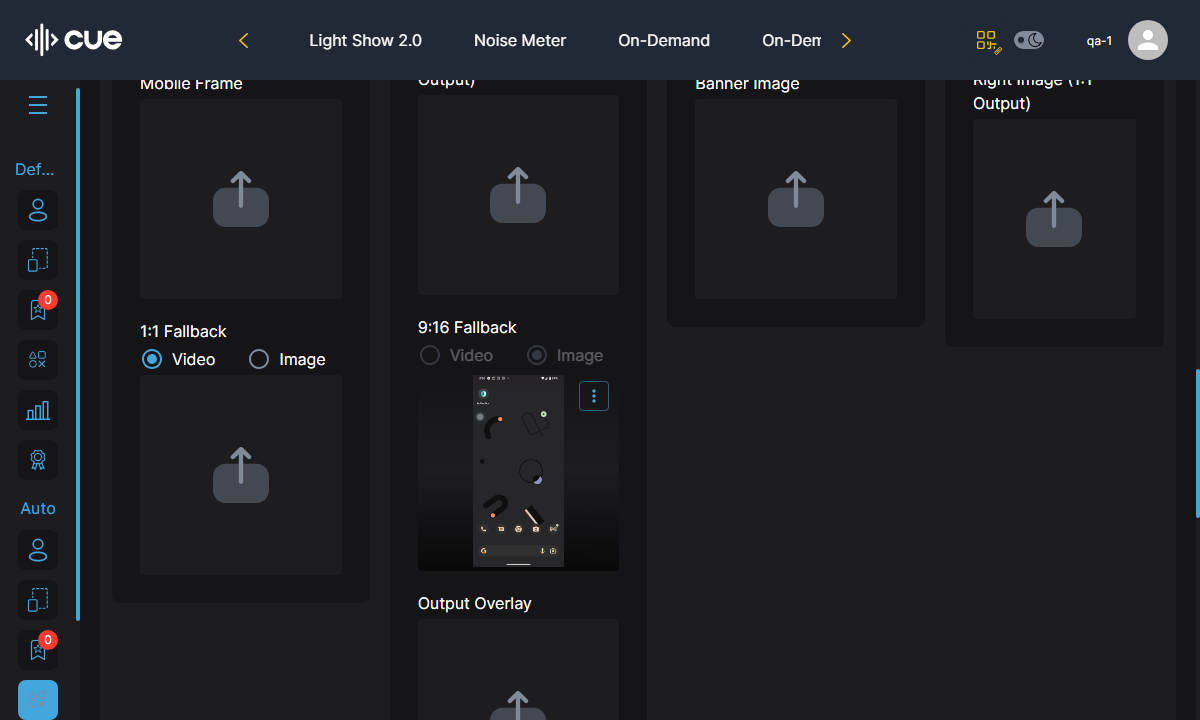 cue
Light Show 2.0
Noise Meter
On-Demand
On-Dem
qa-1
Def...
0
Auto
0
Mobile Frame
1:1 Fallback
Video
Image
Output)
9:16 Fallback
Video
Image
Output Overlay
Banner Image
Right Image (1:1
Output)